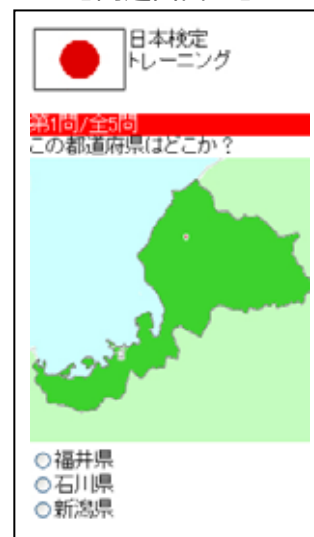 日本検定
トレーニング
第1問/全5問
この都道府県はどこか？
福井県
石川県
新潟県